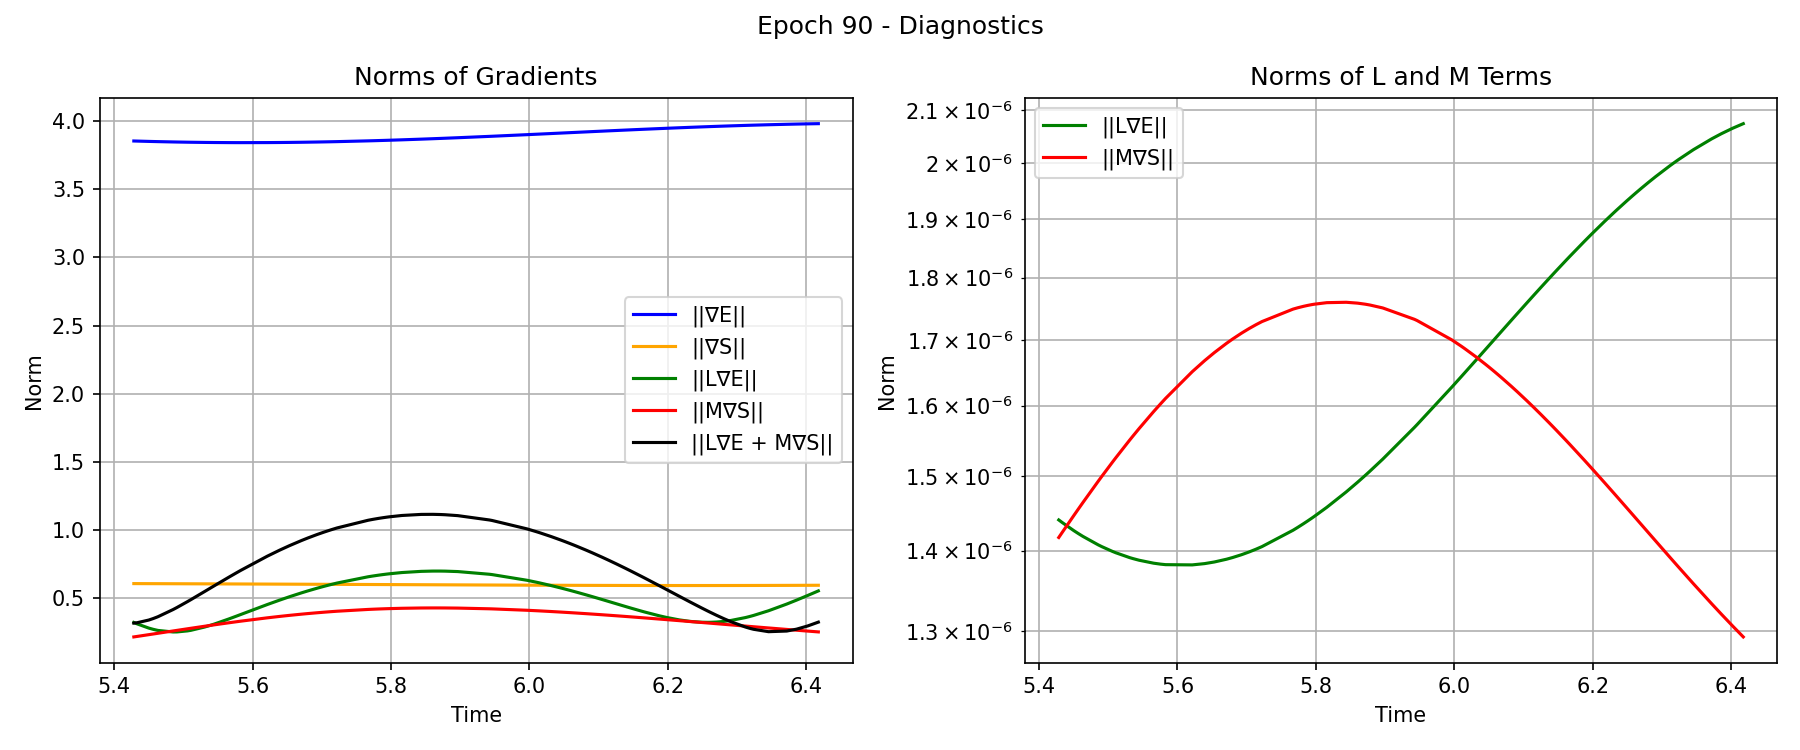 Epoch 90 - Diagnostics
Norms of Gradients
4.0
3.5
3.0
2.5
2.0
1.5
1.0
0.5
Norm
||∇E||
||∇S||
||L∇E||
||M∇S||
||L∇E + M∇S||
5.4 5.6 5.8 6.0 6.2 6.4
Time
Norms of L and M Terms
2.1 × 10⁻⁶
2 × 10⁻⁶
1.9 × 10⁻⁶
1.8 × 10⁻⁶
1.7 × 10⁻⁶
1.6 × 10⁻⁶
1.5 × 10⁻⁶
1.4 × 10⁻⁶
1.3 × 10⁻⁶
Norm
||L∇E||
||M∇S||
5.4 5.6 5.8 6.0 6.2 6.4
Time